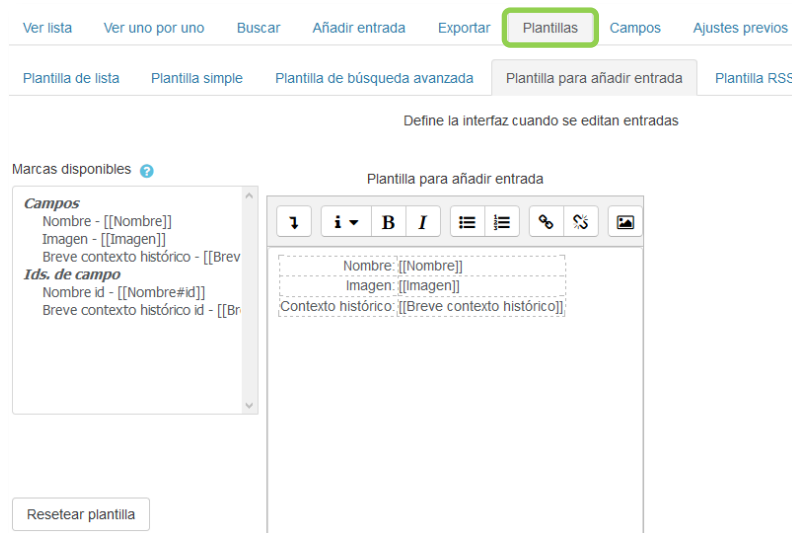 Ver lista Ver uno por uno Buscar Añadir entrada Exportar Plantillas Campos Ajustes previos
Plantilla de lista Plantilla simple Plantilla de búsqueda avanzada Plantilla para añadir entrada Plantilla RSS
Define la interfaz cuando se editan entradas
Marcas disponibles ?
Plantilla para añadir entrada
Campos
Nombre - [[Nombre]]
Imagen - [[Imagen]]
Breve contexto histórico - [[Brev
Ids. de campo
Nombre id - [[Nombre#id]]
Breve contexto histórico id - [[Br
i B I
Nombre: [[Nombre]]
Imagen: [[Imagen]]
Contexto histórico: [[Breve contexto histórico]]
Resetear plantilla